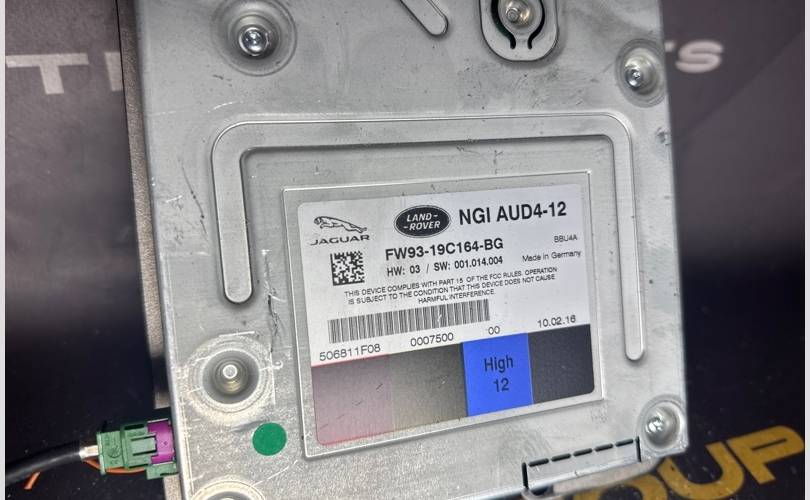 JAGUAR
LAND-
-ROVER
NGI AUD4-12
FW93-19C164-BG
BBU4A
HW: 03 / SW: 001.014.004
Made in Germany
THIS DEVICE COMPLIES WITH PART 15 OF THE FCC RULES. OPERATION
IS SUBJECT TO THE CONDITION THAT THIS DEVICE DOES NOT CAUSE
HARMFUL INTERFERENCE.
506811F08 0007500 00 10.02.16
High
12